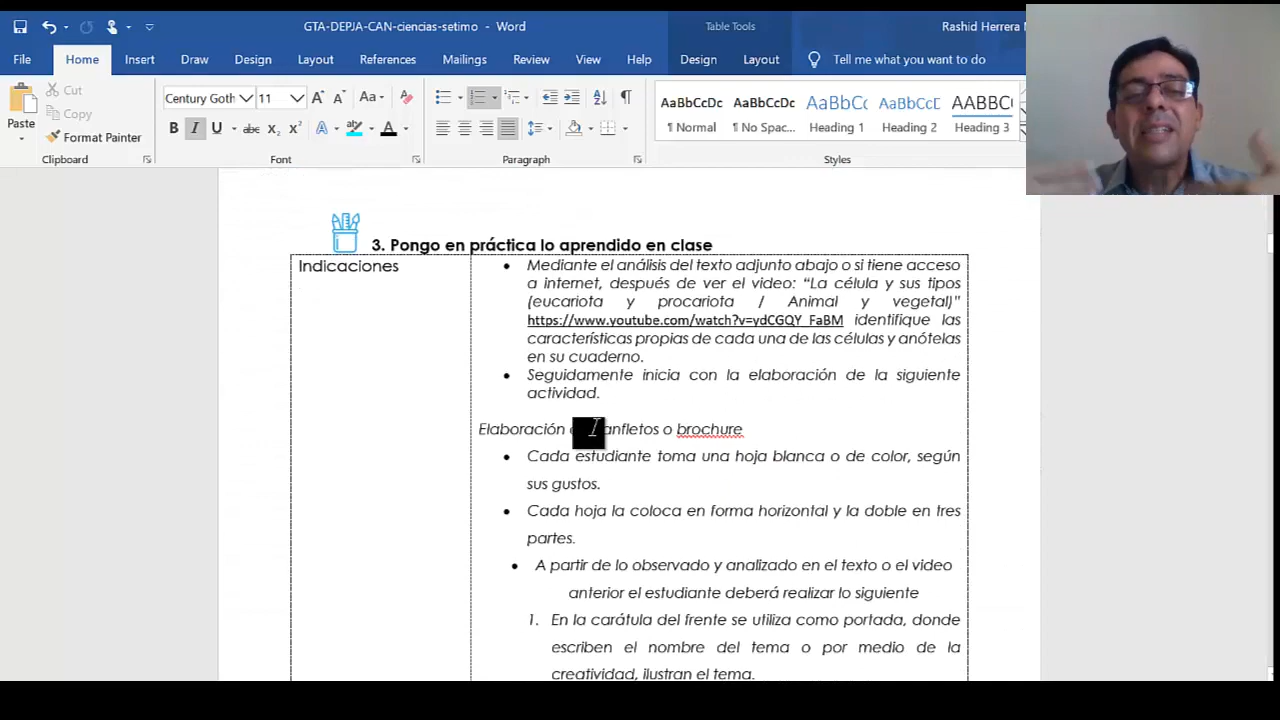 GTA-DEPJA-CAN-ciencias-setimo - Word
Table Tools
Rashid Herrera
File Home Insert Draw Design Layout References Mailings Review View Help Design Layout Tell me what you want to do
Paste
Cut
Copy
Format Painter
Clipboard
Century Goth 11
Font
Paragraph
AaBbCcDc AaBbCcDc AaBbCc AaBbCcD AABBC
¶ Normal ¶ No Spac... Heading 1 Heading 2 Heading 3
Styles
3. Pongo en práctica lo aprendido en clase
Indicaciones
• Mediante el análisis del texto adjunto abajo o si tiene acceso
a internet, después de ver el video: “La célula y sus tipos
(eucariota y procariota / Animal y vegetal)”
https://www.youtube.com/watch?v=ydCGQY_FaBM identifique las
características propias de cada una de las células y anótelas
en su cuaderno.
• Seguidamente inicia con la elaboración de la siguiente
actividad.
Elaboración anfletos o brochure
• Cada estudiante toma una hoja blanca o de color, según
sus gustos.
• Cada hoja la coloca en forma horizontal y la doble en tres
partes.
• A partir de lo observado y analizado en el texto o el video
anterior el estudiante deberá realizar lo siguiente
1. En la carátula del frente se utiliza como portada, donde
escriben el nombre del tema o por medio de la
creatividad, ilustran el tema.